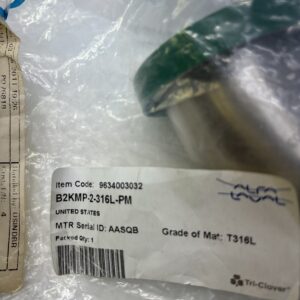 Item Code: 9634003032
B2KMP-2-316L-PM
UNITED STATES
MTR Serial ID: AASQB
Grade of Mat: T316L
Packed Qty: 1
Alfa Laval
Tri-Clover